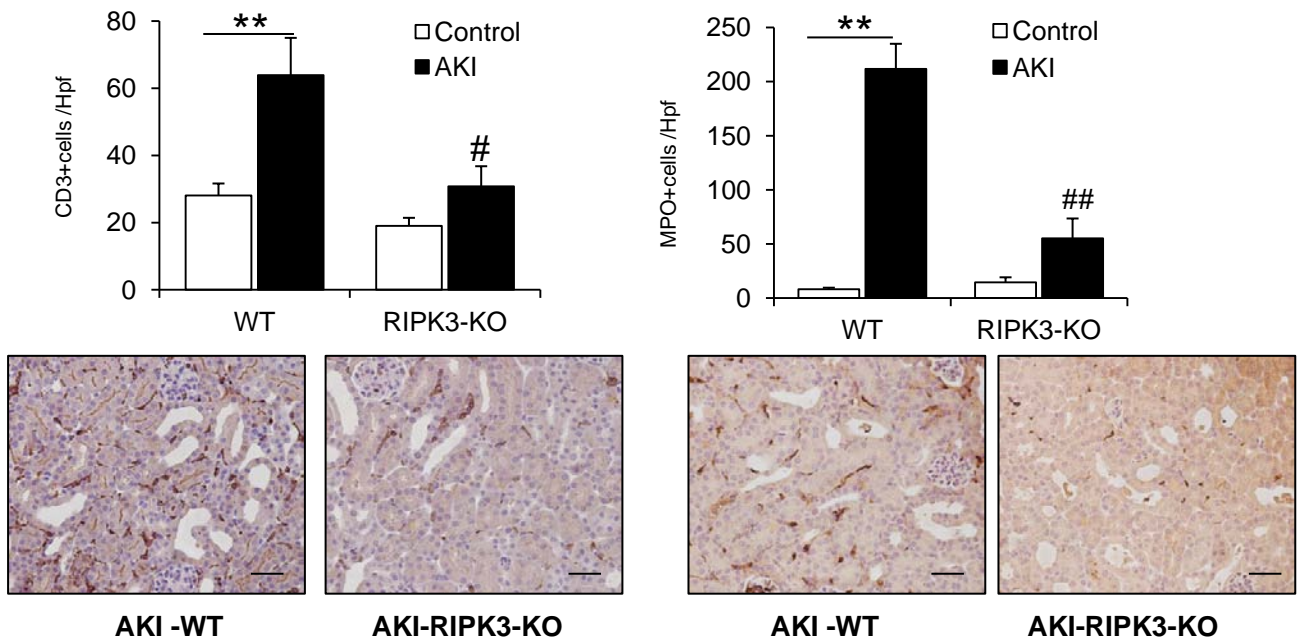 80
60
40
20
0
CD3+cells /Hpf
**
Control
AKI
#
WT
RIPK3-KO
250
200
150
100
50
0
MPO+cells /Hpf
**
Control
AKI
##
WT
RIPK3-KO
AKI -WT
AKI-RIPK3-KO
AKI -WT
AKI-RIPK3-KO